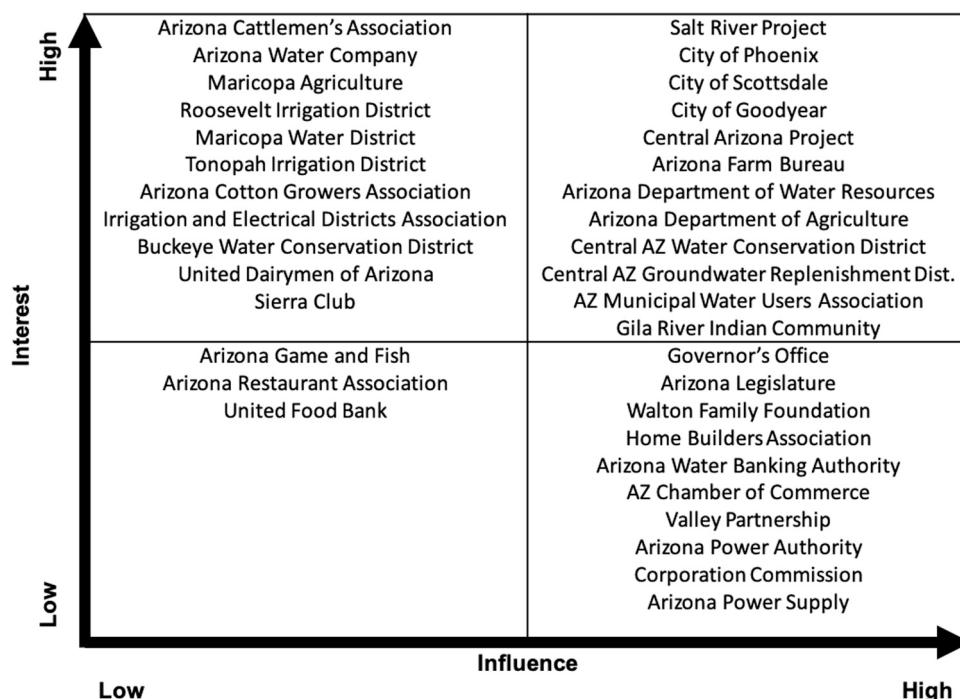 High
Arizona Cattlemen’s Association
Arizona Water Company
Maricopa Agriculture
Roosevelt Irrigation District
Maricopa Water District
Tonopah Irrigation District
Arizona Cotton Growers Association
Irrigation and Electrical Districts Association
Buckeye Water Conservation District
United Dairymen of Arizona
Sierra Club
Salt River Project
City of Phoenix
City of Scottsdale
City of Goodyear
Central Arizona Project
Arizona Farm Bureau
Arizona Department of Water Resources
Arizona Department of Agriculture
Central AZ Water Conservation District
Central AZ Groundwater Replenishment Dist.
AZ Municipal Water Users Association
Gila River Indian Community
Interest
Arizona Game and Fish
Arizona Restaurant Association
United Food Bank
Governor’s Office
Arizona Legislature
Walton Family Foundation
Home Builders Association
Arizona Water Banking Authority
AZ Chamber of Commerce
Valley Partnership
Arizona Power Authority
Corporation Commission
Arizona Power Supply
Low
Influence
Low
High